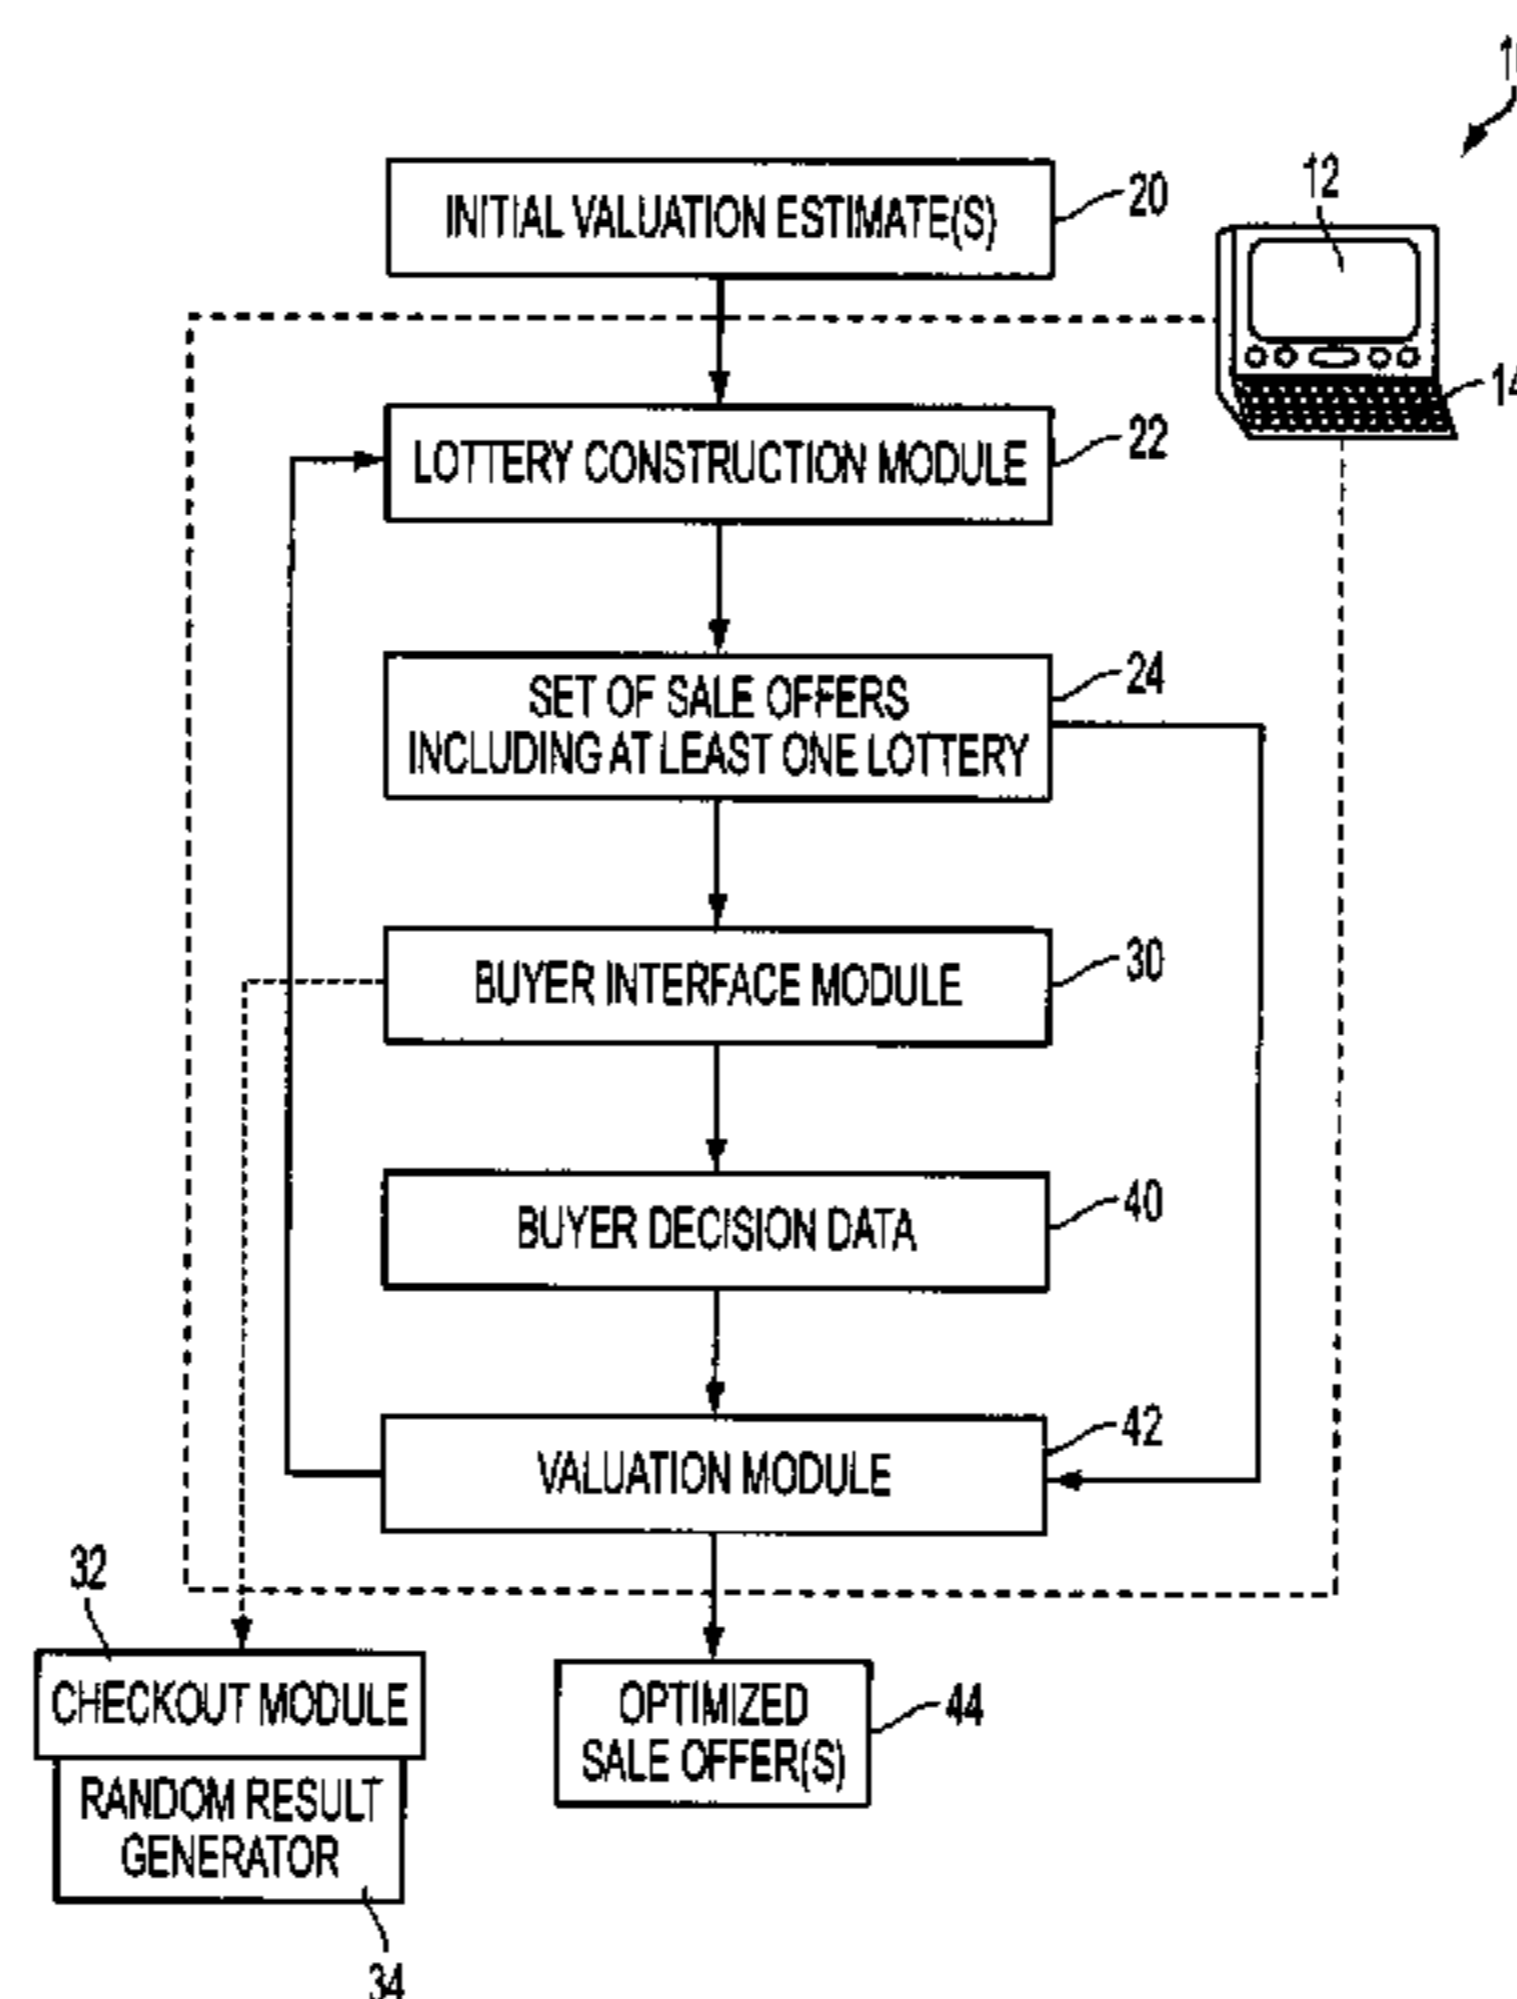 12
INITIAL VALUATION ESTIMATE(S)
20
14
LOTTERY CONSTRUCTION MODULE
22
SET OF SALE OFFERS
INCLUDING AT LEAST ONE LOTTERY
24
BUYER INTERFACE MODULE
30
BUYER DECISION DATA
40
VALUATION MODULE
42
32
CHECKOUT MODULE
RANDOM RESULT
GENERATOR
34
OPTIMIZED
SALE OFFER(S)
44